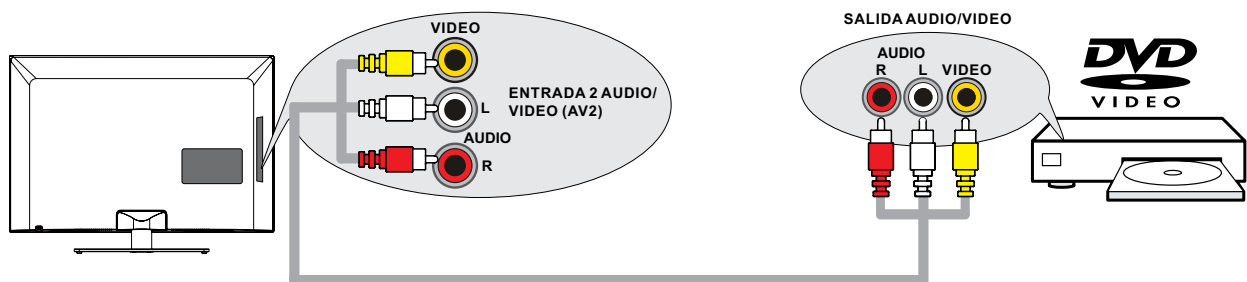 VIDEO
L
ENTRADA 2 AUDIO/
VIDEO (AV2)
AUDIO
R
SALIDA AUDIO/VIDEO
AUDIO
R L VIDEO
DVD
VIDEO